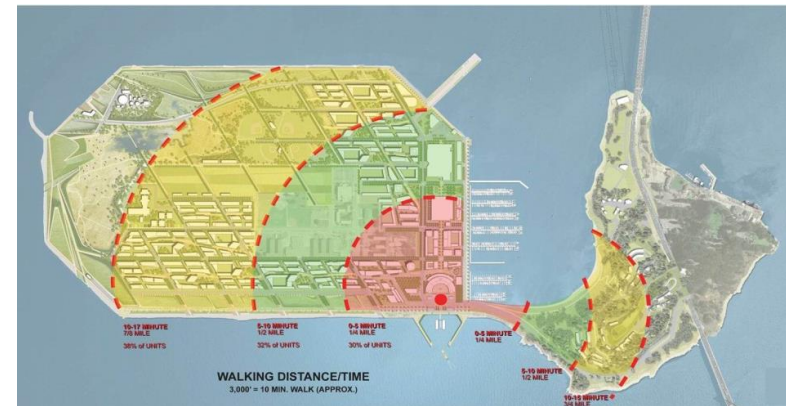 10-17 MINUTE
7/8 MILE
38% of UNITS
5-10 MINUTE
1/2 MILE
32% of UNITS
0-5 MINUTE
1/4 MILE
30% of UNITS
0-5 MINUTE
1/4 MILE
5-10 MINUTE
1/2 MILE
10-15 MINUTE
3/4 MILE
WALKING DISTANCE/TIME
3,000' = 10 MIN. WALK (APPROX.)